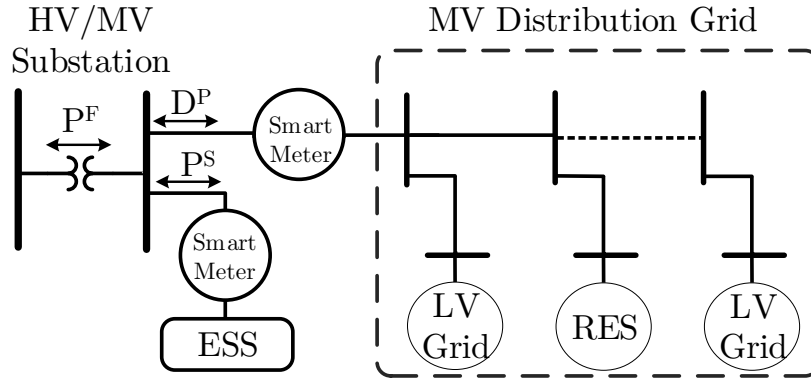 HV/MV
Substation
MV Distribution Grid
P^F
D^P
P^S
Smart
Meter
Smart
Meter
ESS
LV
Grid
RES
LV
Grid